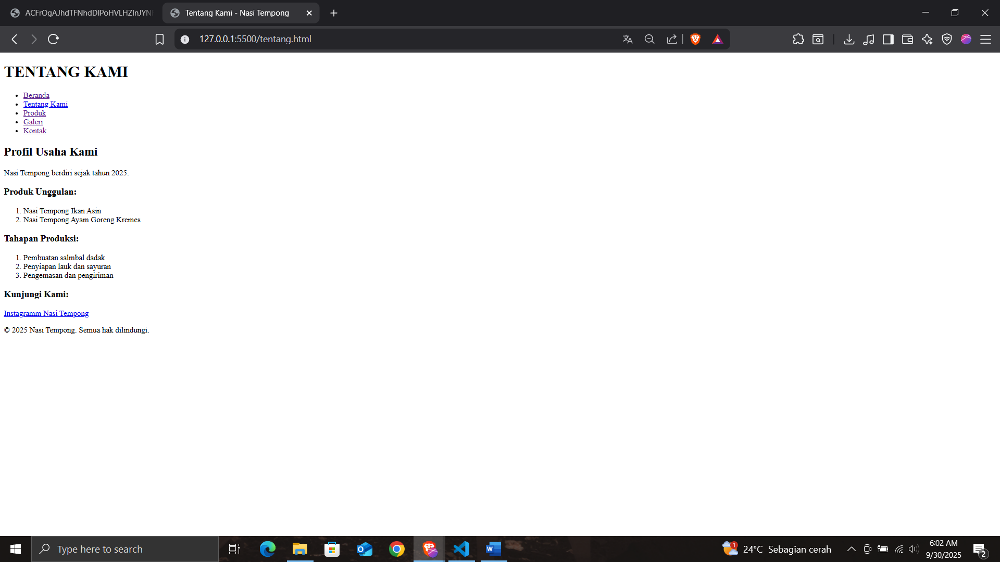 Tentang Kami - Nasi Tempong
127.0.0.1:5500/tentang.html
TENTANG KAMI
• Beranda
• Tentang Kami
• Produk
• Galeri
• Kontak
Profil Usaha Kami
Nasi Tempong berdiri sejak tahun 2025.
Produk Unggulan:
1. Nasi Tempong Ikan Asin
2. Nasi Tempong Ayam Goreng Kremes
Tahapan Produksi:
1. Pembuatan salmbal dadak
2. Penyiapan lauk dan sayuran
3. Pengemasan dan pengiriman
Kunjungi Kami:
Instagramm Nasi Tempong
© 2025 Nasi Tempong. Semua hak dilindungi.
Type here to search
1
24°C Sebagian cerah
6:02 AM
9/30/2025
2